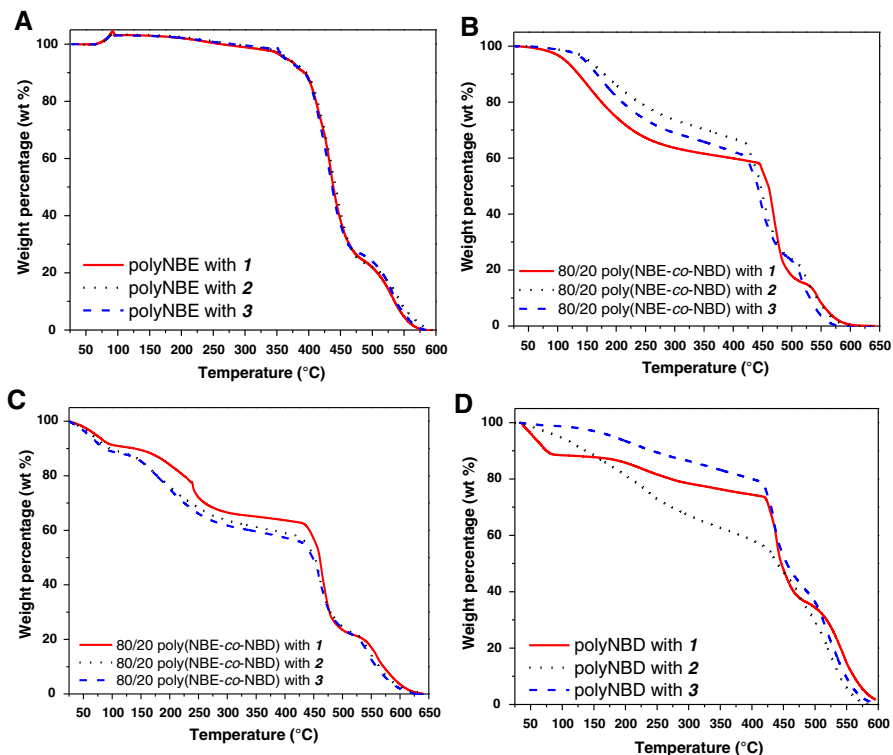 A
100
80
60
40
20
0
Weight percentage (wt %)
polyNBE with 1
polyNBE with 2
polyNBE with 3
50 100 150 200 250 300 350 400 450 500 550 600
Temperature (°C)
B
100
80
60
40
20
0
Weight percentage (wt %)
80/20 poly(NBE-co-NBD) with 1
80/20 poly(NBE-co-NBD) with 2
80/20 poly(NBE-co-NBD) with 3
50 100 150 200 250 300 350 400 450 500 550 600 650
Temperature (°C)
C
100
80
60
40
20
0
Weight percentage (wt %)
80/20 poly(NBE-co-NBD) with 1
80/20 poly(NBE-co-NBD) with 2
80/20 poly(NBE-co-NBD) with 3
50 100 150 200 250 300 350 400 450 500 550 600 650
Temperature (°C)
D
100
80
60
40
20
0
Weight percentage (wt %)
polyNBD with 1
polyNBD with 2
polyNBD with 3
50 100 150 200 250 300 350 400 450 500 550 600
Temperature (°C)